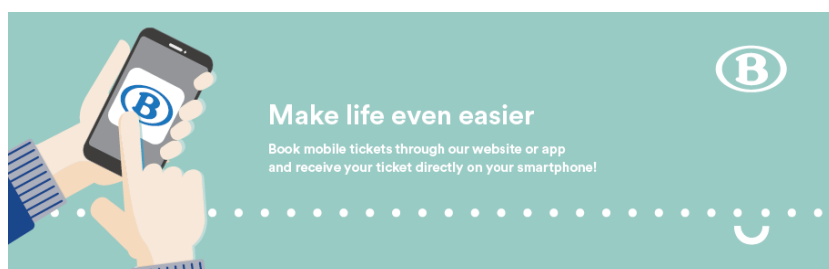 B
B
Make life even easier
Book mobile tickets through our website or app
and receive your ticket directly on your smartphone!